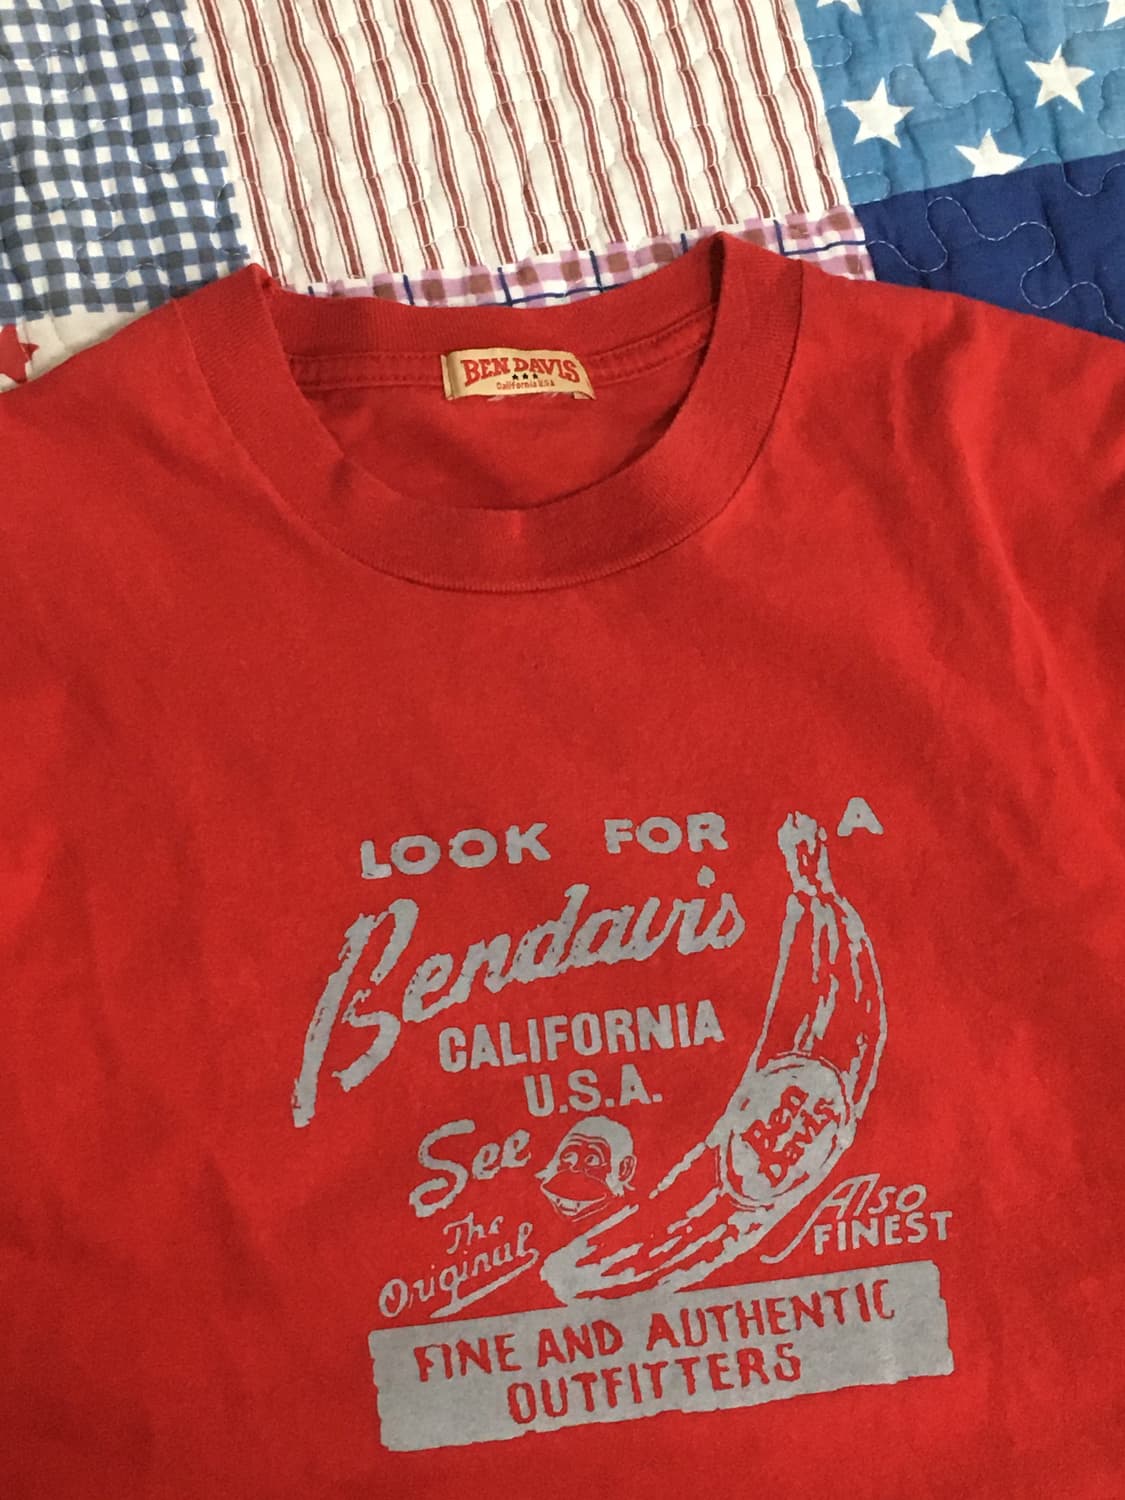 BEN DAVIS
California U.S.A
LOOK FOR A
Bendavis
CALIFORNIA
U.S.A.
Ben
Davis
See
The
Original
Also
FINEST
FINE AND AUTHENTIC
OUTFITTERS